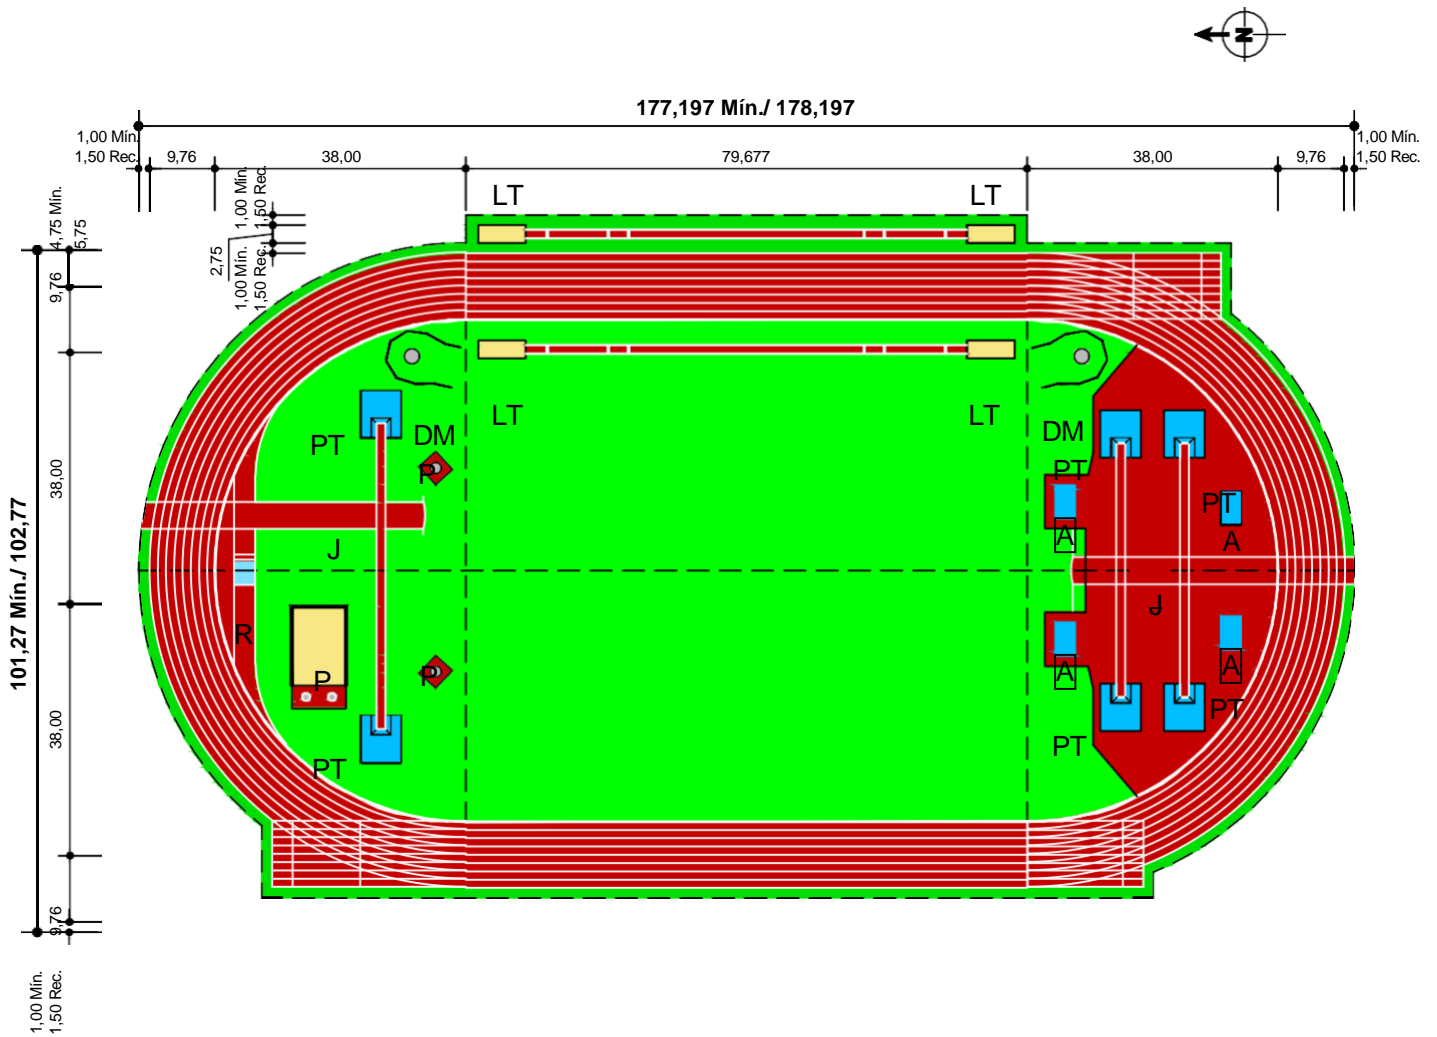 N
177,197 Mín./ 178,197
1,00 Mín.
1,50 Rec.
9,76
38,00
79,677
38,00
9,76
1,00 Mín.
1,50 Rec.
4,75 Mín.
5,75
1,00 Mín.
1,50 Rec.
2,75
1,00 Mín.
1,50 Rec.
9,76
38,00
38,00
9,76
1,00 Mín.
1,50 Rec.
101,27 Mín./ 102,77
LT
LT
LT
LT
PT
DM
P
J
R
P
P
PT
DM
PT
PT
A
A
J
A
A
PT
PT